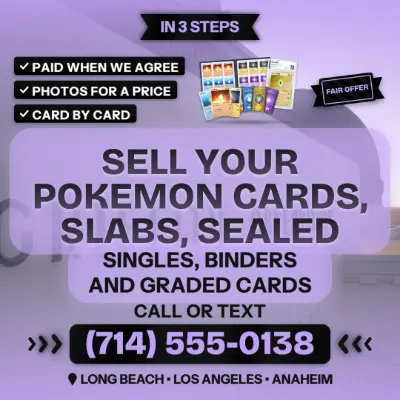 IN 3 STEPS
✓ PAID WHEN WE AGREE
✓ PHOTOS FOR A PRICE
✓ CARD BY CARD
FAIR OFFER
SELL YOUR
POKEMON CARDS,
SLABS, SEALED
SINGLES, BINDERS
AND GRADED CARDS
CALL OR TEXT
››› (714) 555-0138 ‹‹‹
LONG BEACH • LOS ANGELES • ANAHEIM